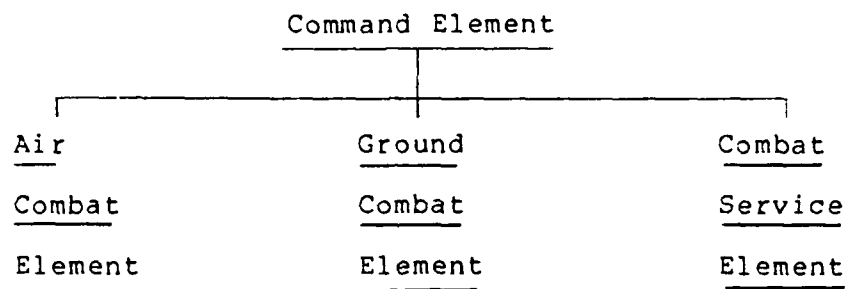 Command Element
Air
Combat
Element
Ground
Combat
Element
Combat
Service
Element